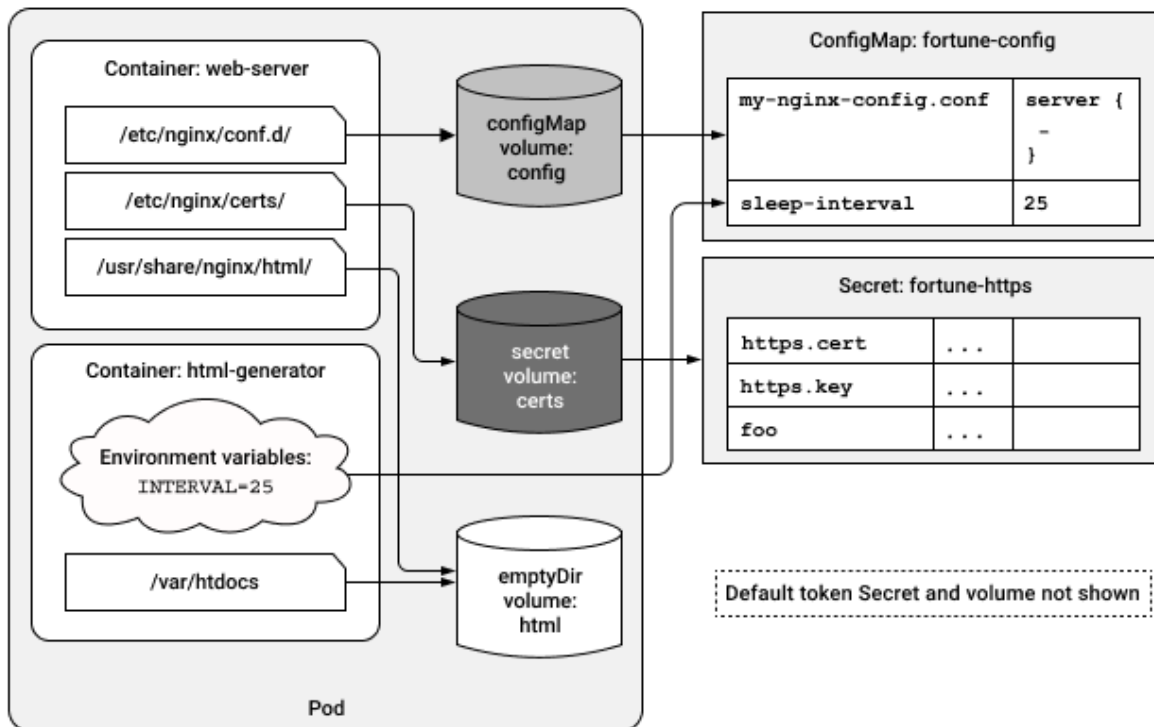 Container: web-server
/etc/nginx/conf.d/
/etc/nginx/certs/
/usr/share/nginx/html/
Container: html-generator
Environment variables:
INTERVAL=25
/var/htdocs
configMap
volume:
config
secret
volume:
certs
emptyDir
volume:
html
Pod
ConfigMap: fortune-config
my-nginx-config.conf
server {
-
}
sleep-interval
25
Secret: fortune-https
https.cert
...
https.key
...
foo
...
Default token Secret and volume not shown